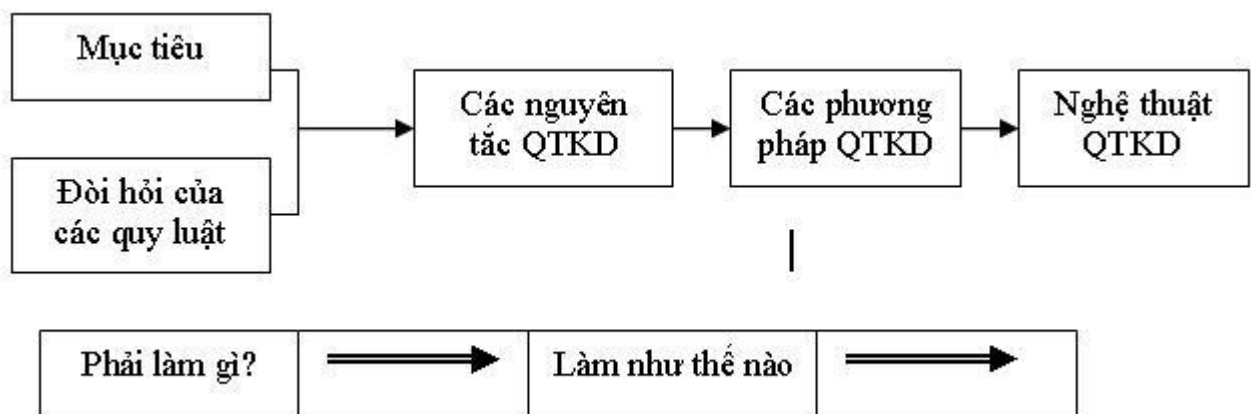 Mục tiêu
Đòi hỏi của
các quy luật
Các nguyên
tắc QTKD
Các phương
pháp QTKD
Nghệ thuật
QTKD
Phải làm gì?
Làm như thế nào